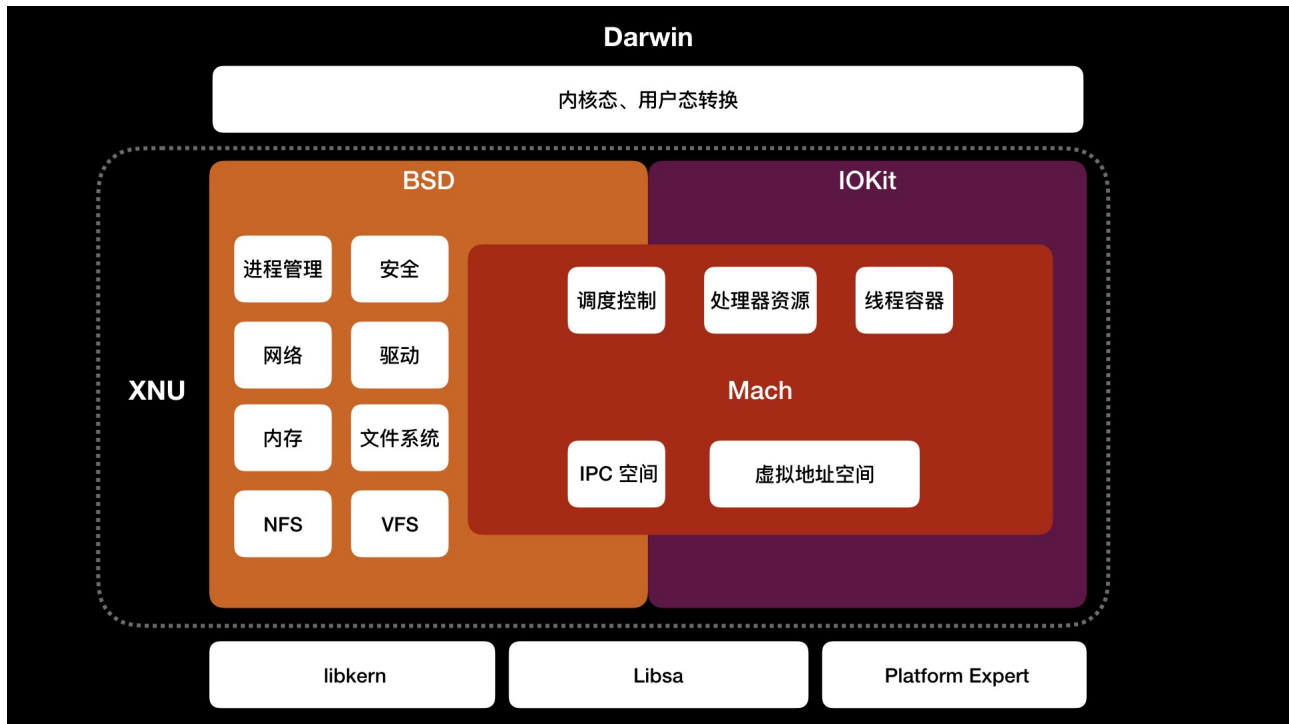 Darwin
内核态、用户态转换
XNU
BSD
进程管理
安全
网络
驱动
内存
文件系统
NFS
VFS
IOKit
调度控制
处理器资源
线程容器
Mach
IPC 空间
虚拟地址空间
libkern
Libsa
Platform Expert